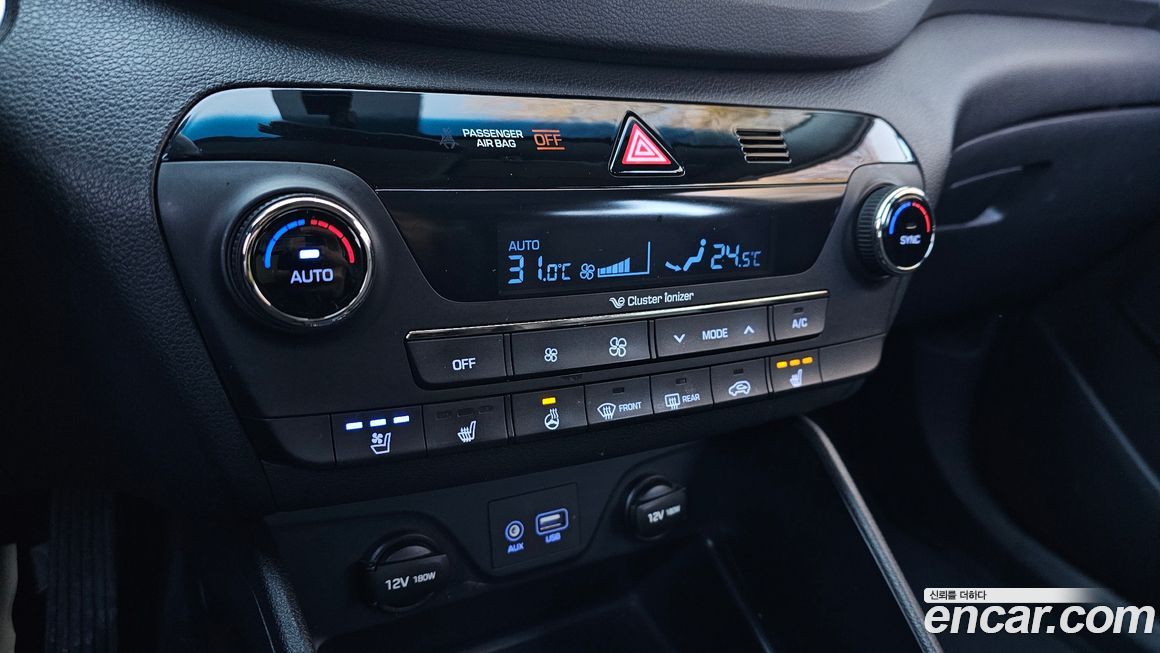 PASSENGER
AIR BAG OFF
AUTO
31.0°C
24.5°C
AUTO
SYNC
Cluster Ionizer
OFF
MODE
A/C
FRONT
REAR
AUX
USB
12V 180W
12V 180W
신뢰를 더하다
encar.com